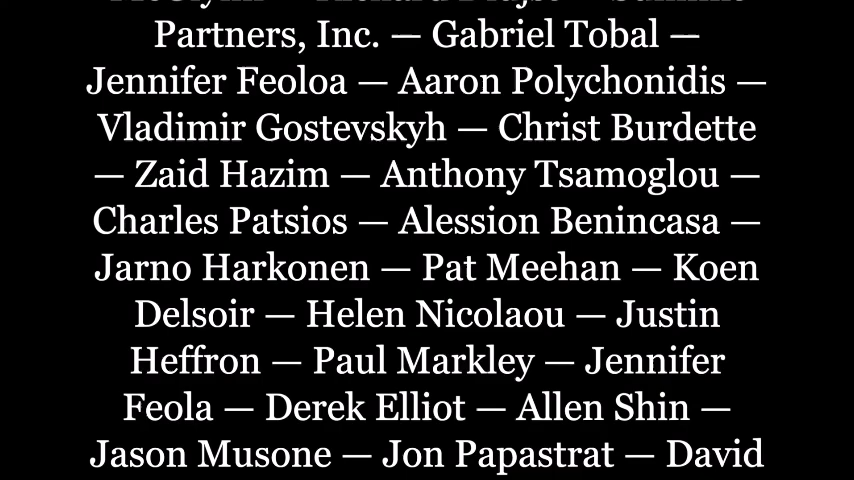 Partners, Inc. — Gabriel Tobal —
Jennifer Feoloa — Aaron Polychonidis —
Vladimir Gostevskyh — Christ Burdette
— Zaid Hazim — Anthony Tsamoglou —
Charles Patsios — Alession Benincasa —
Jarno Harkonen — Pat Meehan — Koen
Delsoir — Helen Nicolaou — Justin
Heffron — Paul Markley — Jennifer
Feola — Derek Elliot — Allen Shin —
Jason Musone — Jon Papastrat — David